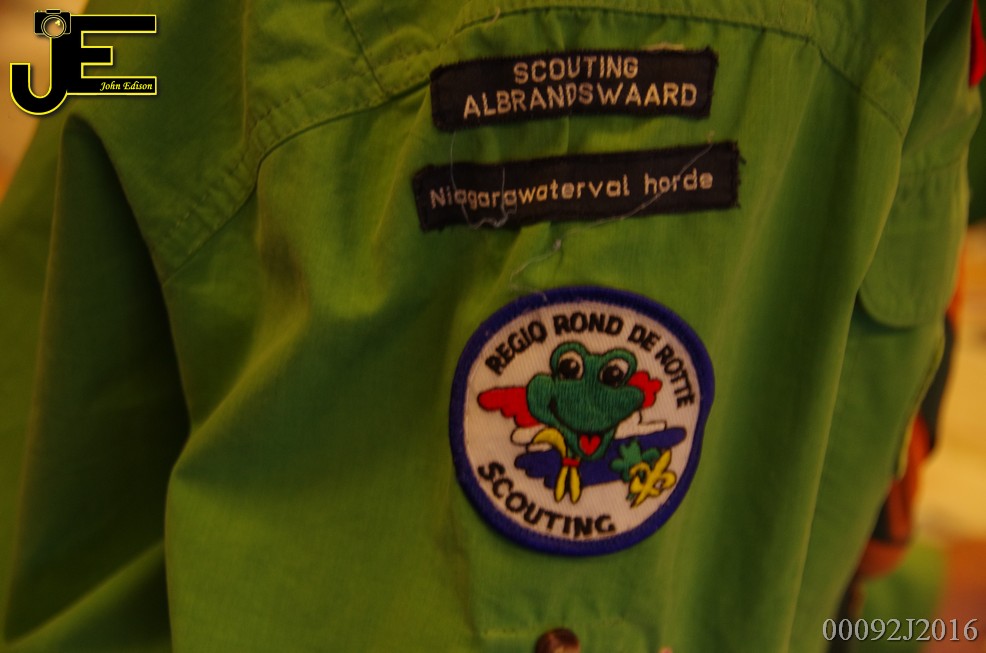 JE
John Edison
SCOUTING
ALBRANDSWAARD
Niagarawaterval horde
REGIO ROND DE ROTTE
SCOUTING
00092J2016